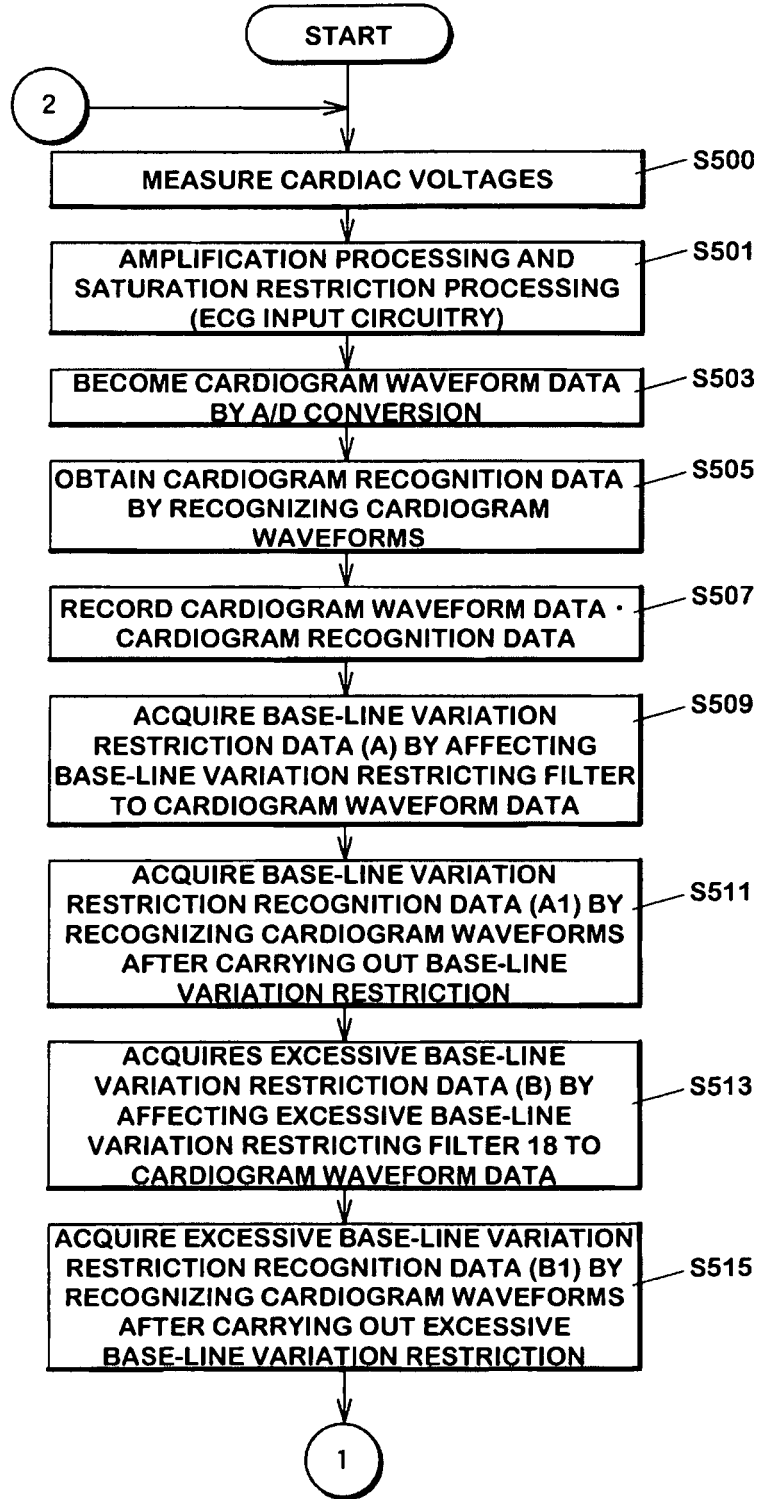 START
2
MEASURE CARDIAC VOLTAGES
S500
AMPLIFICATION PROCESSING AND
SATURATION RESTRICTION PROCESSING
(ECG INPUT CIRCUITRY)
S501
BECOME CARDIOGRAM WAVEFORM DATA
BY A/D CONVERSION
S503
OBTAIN CARDIOGRAM RECOGNITION DATA
BY RECOGNIZING CARDIOGRAM
WAVEFORMS
S505
RECORD CARDIOGRAM WAVEFORM DATA ·
CARDIOGRAM RECOGNITION DATA
S507
ACQUIRE BASE-LINE VARIATION
RESTRICTION DATA (A) BY AFFECTING
BASE-LINE VARIATION RESTRICTING FILTER
TO CARDIOGRAM WAVEFORM DATA
S509
ACQUIRE BASE-LINE VARIATION
RESTRICTION RECOGNITION DATA (A1) BY
RECOGNIZING CARDIOGRAM WAVEFORMS
AFTER CARRYING OUT BASE-LINE
VARIATION RESTRICTION
S511
ACQUIRES EXCESSIVE BASE-LINE
VARIATION RESTRICTION DATA (B) BY
AFFECTING EXCESSIVE BASE-LINE
VARIATION RESTRICTING FILTER 18 TO
CARDIOGRAM WAVEFORM DATA
S513
ACQUIRE EXCESSIVE BASE-LINE VARIATION
RESTRICTION RECOGNITION DATA (B1) BY
RECOGNIZING CARDIOGRAM WAVEFORMS
AFTER CARRYING OUT EXCESSIVE
BASE-LINE VARIATION RESTRICTION
S515
1